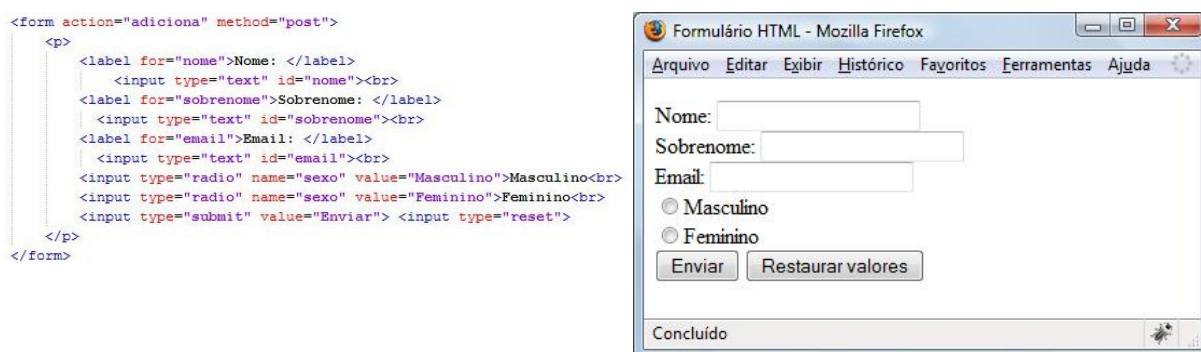 <form action="adiciona" method="post">
<p>
<label for="nome">Nome: </label>
<input type="text" id="nome"><br>
<label for="sobrenome">Sobrenome: </label>
<input type="text" id="sobrenome"><br>
<label for="email">Email: </label>
<input type="text" id="email"><br>
<input type="radio" name="sexo" value="Masculino">Masculino<br>
<input type="radio" name="sexo" value="Feminino">Feminino<br>
<input type="submit" value="Enviar"> <input type="reset">
</p>
</form>
Formulário HTML - Mozilla Firefox
Arquivo Editar Exibir Histórico Favoritos Ferramentas Ajuda
Nome:
Sobrenome:
Email:
Masculino
Feminino
Enviar Restaurar valores
Concluído